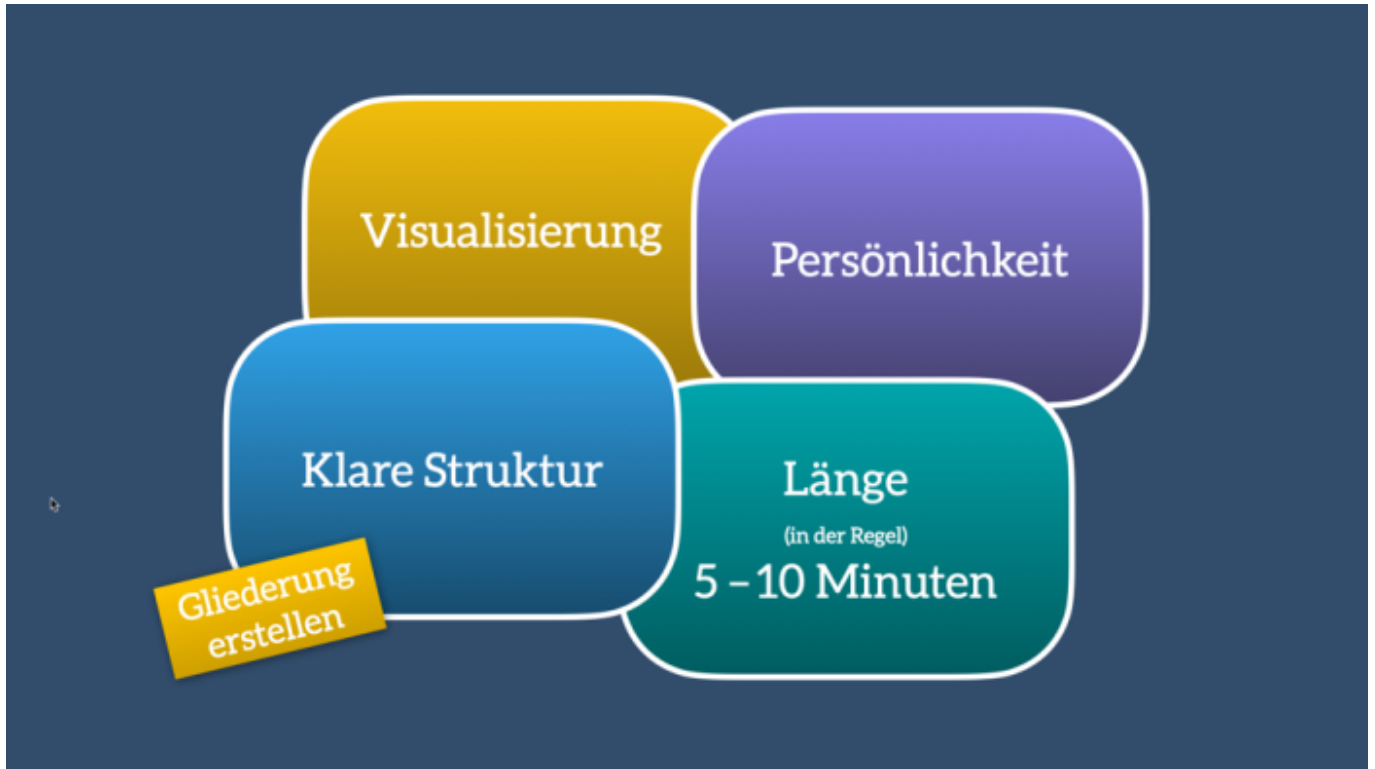 Visualisierung
Persönlichkeit
Klare Struktur
Länge
(in der Regel)
5 – 10 Minuten
Gliederung
erstellen